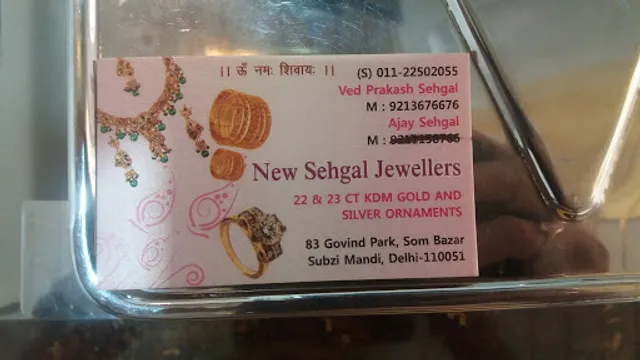 ।। ॐ नमः शिवायः ।।
(S) 011-22502055
Ved Prakash Sehgal
M : 9213676676
Ajay Sehgal
M :
New Sehgal Jewellers
22 & 23 CT KDM GOLD AND
SILVER ORNAMENTS
83 Govind Park, Som Bazar
Subzi Mandi, Delhi-110051